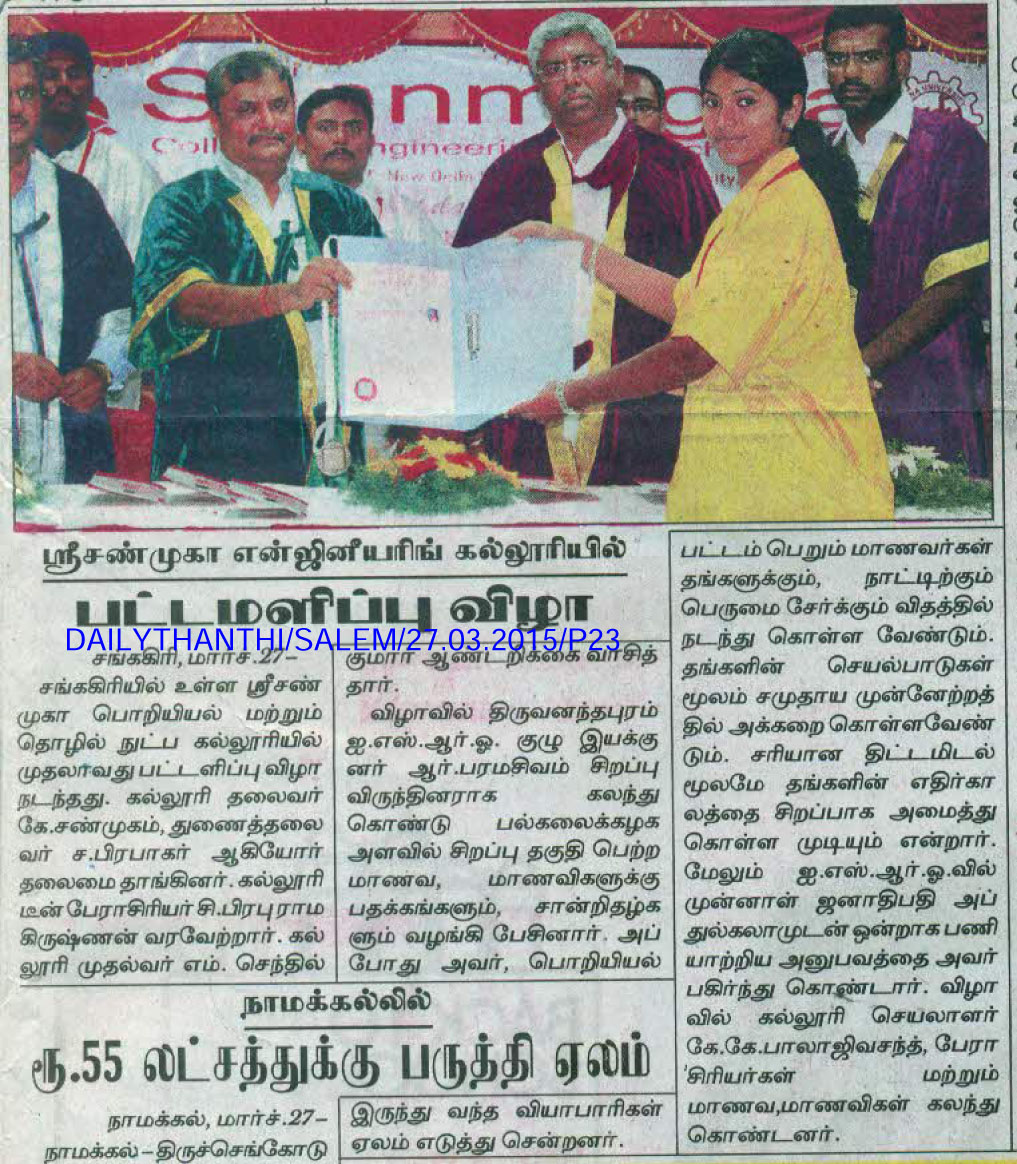 Coll
ngineeri
New Delhi
ஸ்ரீசண்முகா என்ஜினீயரிங் கல்லூரியில்
பட்டமளிப்பு விழா
DAILYTHANTHI/SALEM/27.03.2015/P23
சங்ககிரி, மார்ச்.27–
சங்ககிரியில் உள்ள ஸ்ரீசண்
முகா பொறியியல் மற்றும்
தொழில் நுட்ப கல்லூரியில்
முதலாவது பட்டளிப்பு விழா
நடந்தது. கல்லூரி தலைவர்
கே.சண்முகம், துணைத்தலை
வர் ச.பிரபாகர் ஆகியோர்
தலைமை தாங்கினர். கல்லூரி
டீன் பேராசிரியர் சி.பிரபு ராம
கிருஷ்ணன் வரவேற்றார். கல்
லூரி முதல்வர் எம். செந்தில்
குமார் ஆண்டறிக்கை வாசித்
தார்.
விழாவில் திருவனந்தபுரம்
ஐ.எஸ்.ஆர்.ஓ. குழு இயக்கு
னர் ஆர்.பரமசிவம் சிறப்பு
விருந்தினராக கலந்து
கொண்டு பல்கலைக்கழக
அளவில் சிறப்பு தகுதி பெற்ற
மாணவ, மாணவிகளுக்கு
பதக்கங்களும், சான்றிதழ்க
ளும் வழங்கி பேசினார். அப்
போது அவர், பொறியியல்
பட்டம் பெறும் மாணவர்கள்
தங்களுக்கும், நாட்டிற்கும்
பெருமை சேர்க்கும் விதத்தில்
நடந்து கொள்ள வேண்டும்.
தங்களின் செயல்பாடுகள்
மூலம் சமுதாய முன்னேற்றத்
தில் அக்கறை கொள்ளவேண்
டும். சரியான திட்டமிடல்
மூலமே தங்களின் எதிர்கா
லத்தை சிறப்பாக அமைத்து
கொள்ள முடியும் என்றார்.
மேலும் ஐ.எஸ்.ஆர்.ஓ.வில்
முன்னாள் ஜனாதிபதி அப்
துல்கலாமுடன் ஒன்றாக பணி
யாற்றிய அனுபவத்தை அவர்
பகிர்ந்து கொண்டார். விழா
வில் கல்லூரி செயலாளர்
கே.கே.பாலாஜிவசந்த், பேரா
சிரியர்கள் மற்றும்
மாணவ,மாணவிகள் கலந்து
கொண்டனர்.
நாமக்கல்லில்
ரூ.55 லட்சத்துக்கு பருத்தி ஏலம்
நாமக்கல், மார்ச்.27–
நாமக்கல் – திருச்செங்கோடு
இருந்து வந்த வியாபாரிகள்
ஏலம் எடுத்து சென்றனர்.